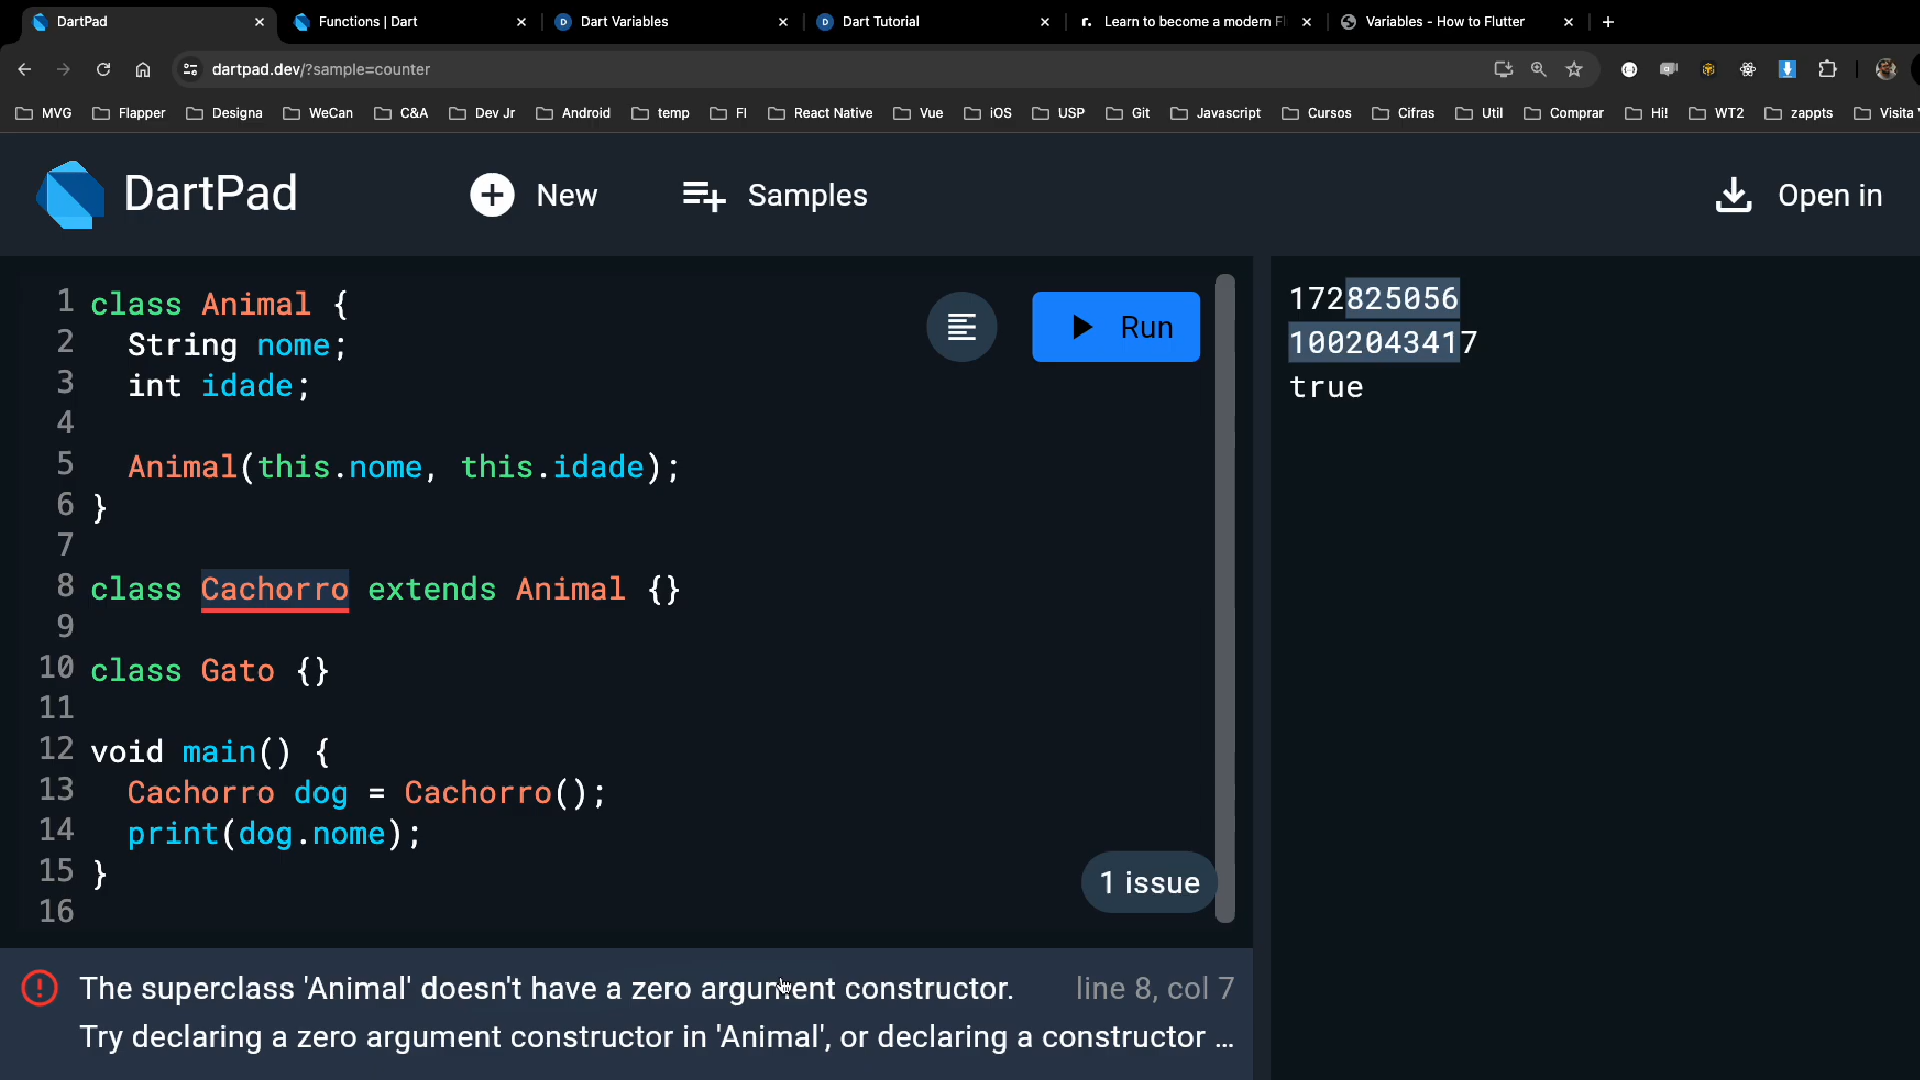 DartPad
Functions | Dart
Dart Variables
Dart Tutorial
r. Learn to become a modern Fl
Variables - How to Flutter
dartpad.dev/?sample=counter
MVG Flapper Designa WeCan C&A Dev Jr Android temp Fl React Native Vue iOS USP Git Javascript Cursos Cifras Util Comprar Hi! WT2 zappts Visita
DartPad New Samples Open in
1 class Animal {
2 String nome;
3 int idade;
4
5 Animal(this.nome, this.idade);
6 }
7
8 class Cachorro extends Animal {}
9
10 class Gato {}
11
12 void main() {
13 Cachorro dog = Cachorro();
14 print(dog.nome);
15 }
16
Run
1 issue
The superclass 'Animal' doesn't have a zero argument constructor. line 8, col 7
Try declaring a zero argument constructor in 'Animal', or declaring a constructor ...
172825056
1002043417
true